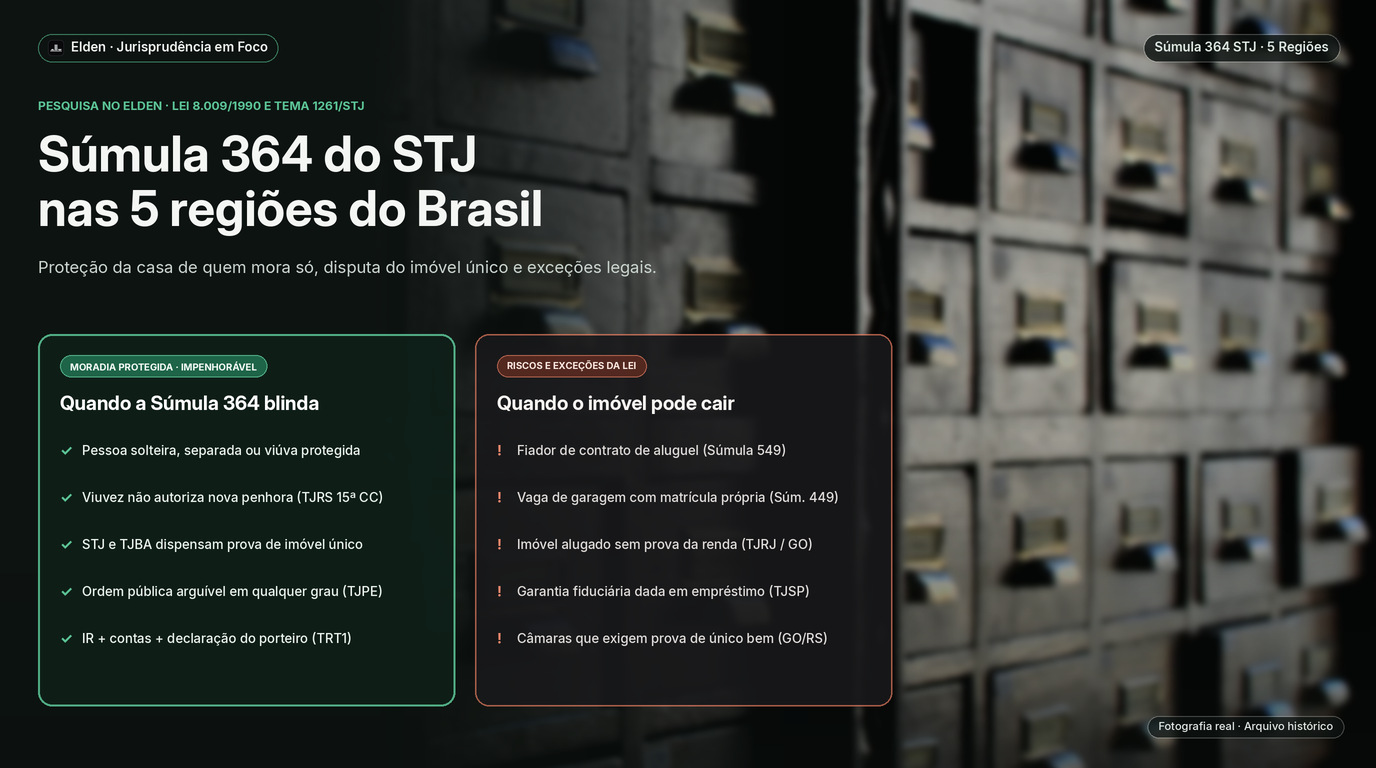 Elden · Jurisprudência em Foco
Súmula 364 STJ · 5 Regiões
PESQUISA NO ELDEN · LEI 8.009/1990 E TEMA 1261/STJ
Súmula 364 do STJ
nas 5 regiões do Brasil
Proteção da casa de quem mora só, disputa do imóvel único e exceções legais.
MORADIA PROTEGIDA · IMPENHORÁVEL
Quando a Súmula 364 blinda
✓ Pessoa solteira, separada ou viúva protegida
✓ Viuvez não autoriza nova penhora (TJRS 15ª CC)
✓ STJ e TJBA dispensam prova de imóvel único
✓ Ordem pública arguível em qualquer grau (TJPE)
✓ IR + contas + declaração do porteiro (TRT1)
RISCOS E EXCEÇÕES DA LEI
Quando o imóvel pode cair
! Fiador de contrato de aluguel (Súmula 549)
! Vaga de garagem com matrícula própria (Súm. 449)
! Imóvel alugado sem prova da renda (TJRJ / GO)
! Garantia fiduciária dada em empréstimo (TJSP)
! Câmaras que exigem prova de único bem (GO/RS)
Fotografia real · Arquivo histórico